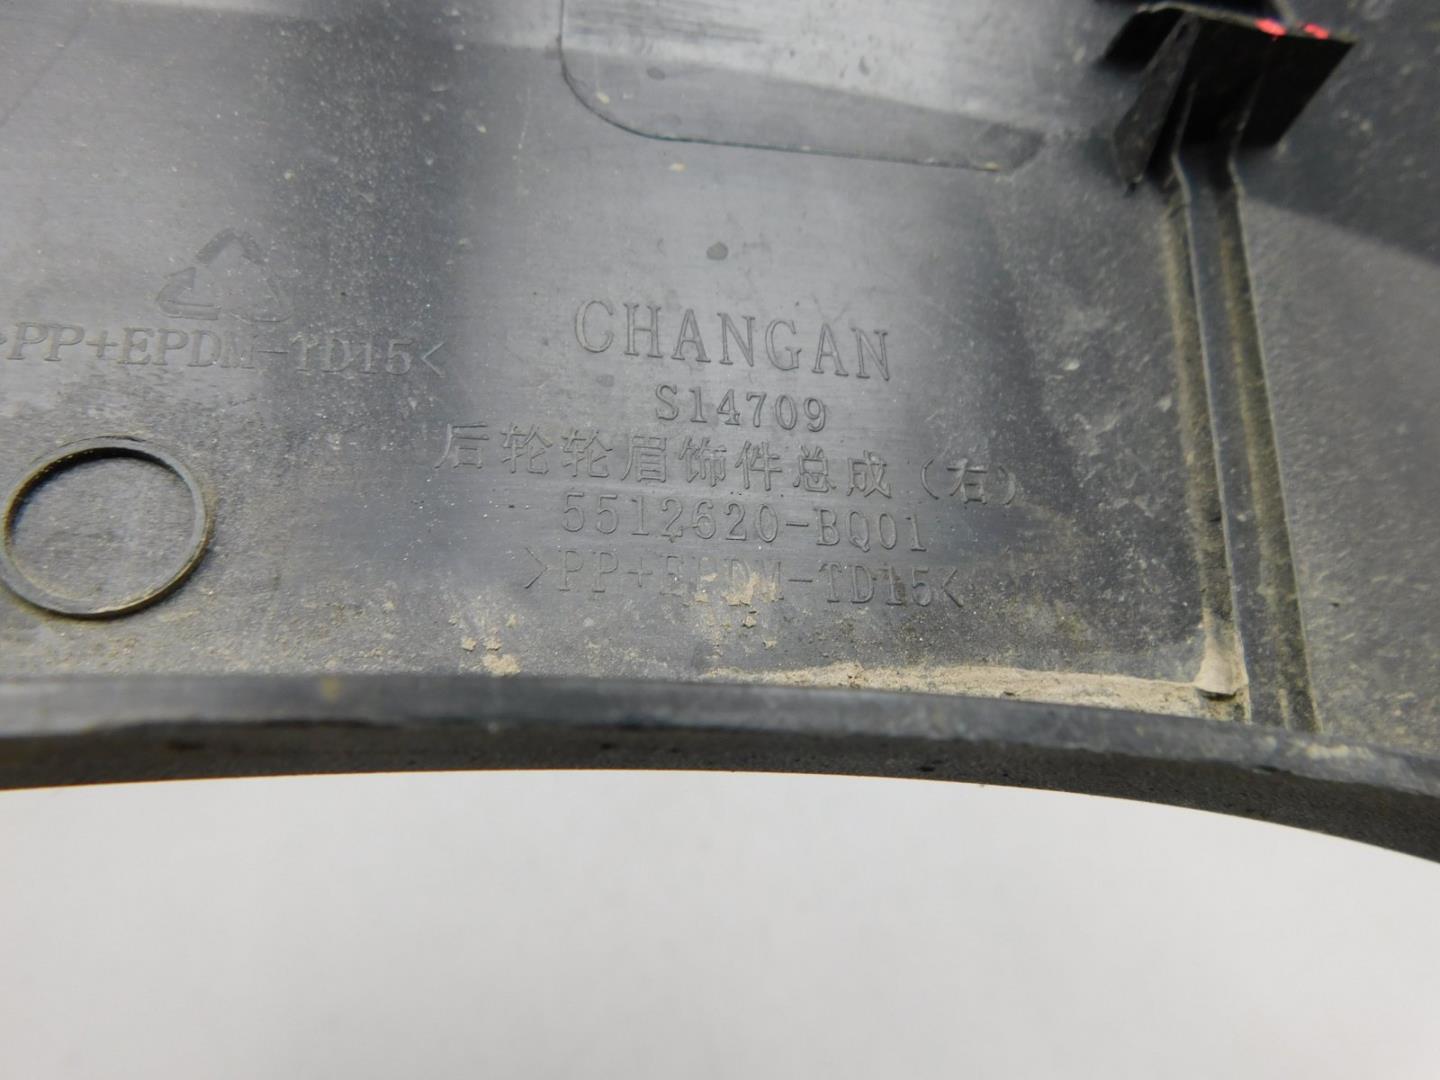 >PP+EPDM-TD15<
CHANGAN
S14709
后轮轮眉饰件总成(右)
5512620-BQ01
>PP+EPDM-TD15<